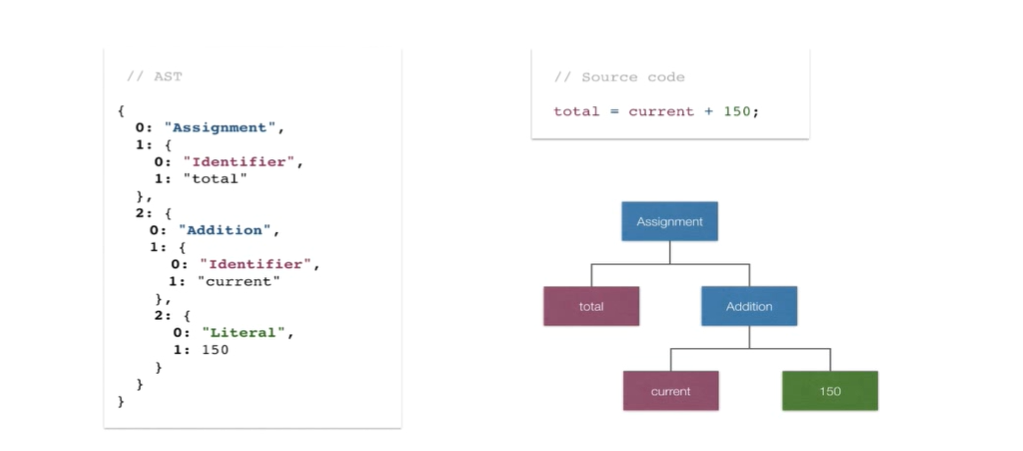 // AST
{
0: "Assignment",
1: {
0: "Identifier",
1: "total"
},
2: {
0: "Addition",
1: {
0: "Identifier",
1: "current"
},
2: {
0: "Literal",
1: 150
}
}
}
// Source code
total = current + 150;
Assignment
total
Addition
current
150